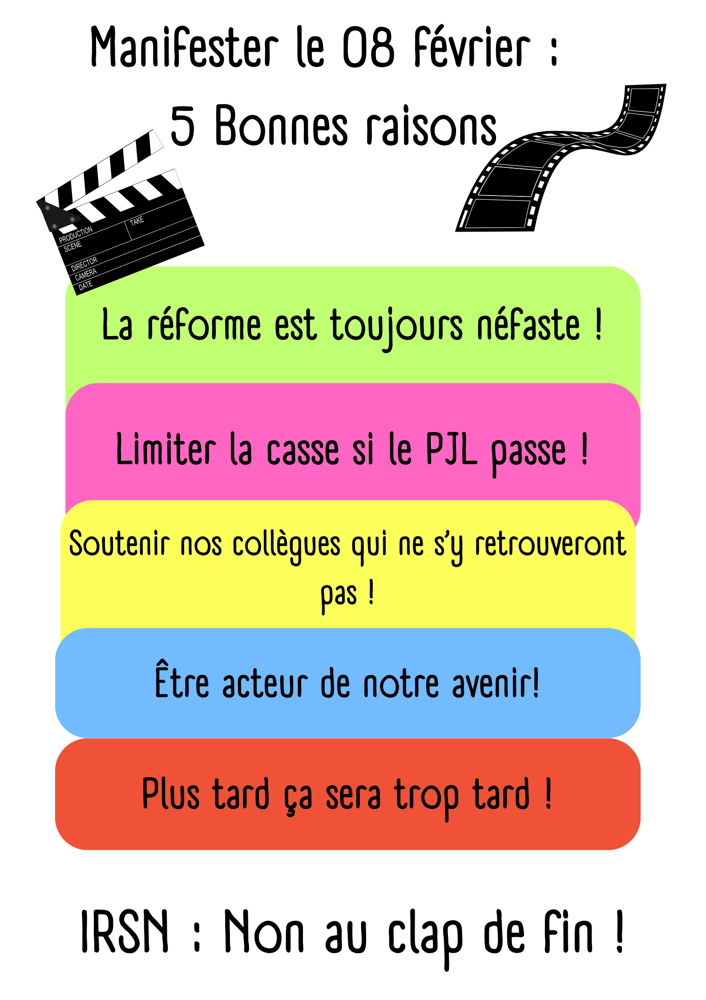 Manifester le 08 février :
5 Bonnes raisons
PRODUCTION
TAKE
SCENE
DIRECTOR
CAMERA
DATE
La réforme est toujours néfaste !
Limiter la casse si le PJL passe !
Soutenir nos collègues qui ne s'y retrouveront
pas !
Être acteur de notre avenir!
Plus tard ça sera trop tard !
IRSN : Non au clap de fin !